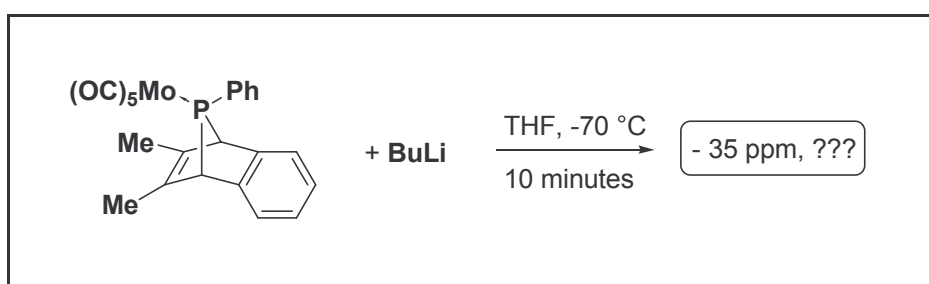 (OC)5Mo P Ph
Me
Me
+ BuLi
THF, -70 °C
10 minutes
- 35 ppm, ???